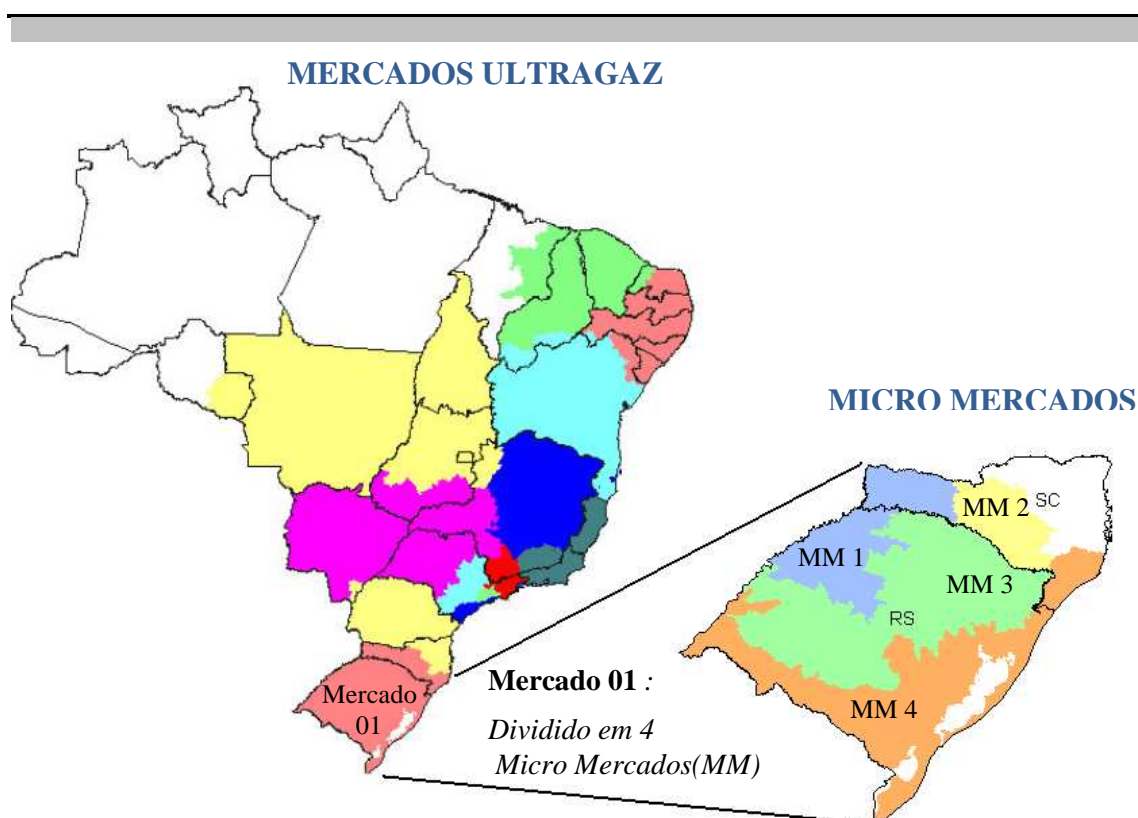 MERCADOS ULTRAGAZ
MICRO MERCADOS
SC
MM 2
MM 1
MM 3
RS
MM 4
Mercado
01
Mercado 01 :
Dividido em 4
Micro Mercados(MM)